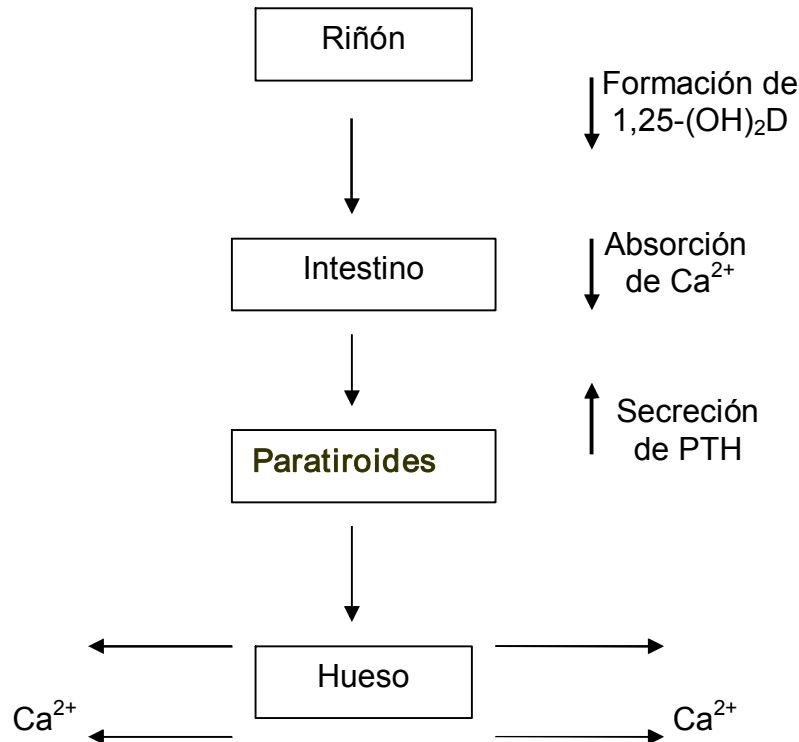 Riñón
Formación de
1,25-(OH)₂D
Intestino
Absorción
de Ca²⁺
Secreción
de PTH
Paratiroides
Hueso
Ca²⁺
Ca²⁺